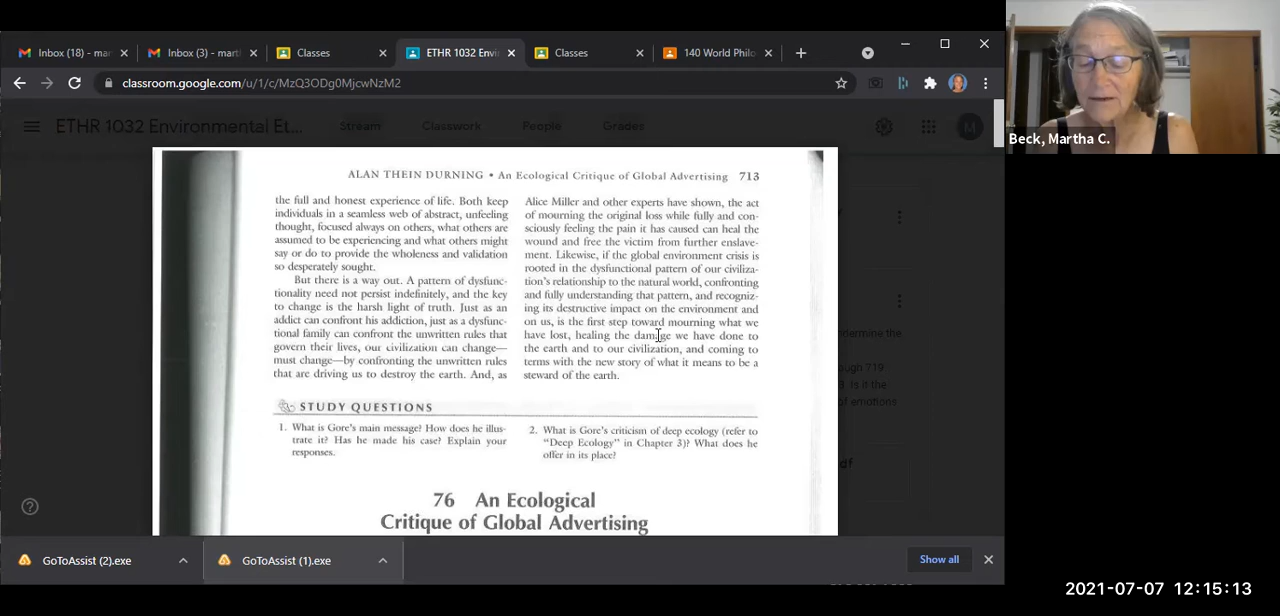 Inbox (18) - mar
Inbox (3) - mart
Classes
ETHR 1032 Envi
Classes
140 World Philo
classroom.google.com/u/1/c/MzQ3ODg0MjcwNzM2
ETHR 1032 Environmental Et...
Stream
Classwork
People
Grades
M
Beck, Martha C.
ALAN THEIN DURNING • An Ecological Critique of Global Advertising 713
the full and honest experience of life. Both keep
individuals in a seamless web of abstract, unfeeling
thought, focused always on others, what others are
assumed to be experiencing and what others might
say or do to provide the wholeness and validation
so desperately sought.
But there is a way out. A pattern of dysfunc-
tionality need not persist indefinitely, and the key
to change is the harsh light of truth. Just as an
addict can confront his addiction, just as a dysfunc-
tional family can confront the unwritten rules that
govern their lives, our civilization can change—
must change—by confronting the unwritten rules
that are driving us to destroy the earth. And, as
Alice Miller and other experts have shown, the act
of mourning the original loss while fully and con-
sciously feeling the pain it has caused can heal the
wound and free the victim from further enslave-
ment. Likewise, if the global environment crisis is
rooted in the dysfunctional pattern of our civiliza-
tion's relationship to the natural world, confronting
and fully understanding that pattern, and recogniz-
ing its destructive impact on the environment and
on us, is the first step toward mourning what we
have lost, healing the damage we have done to
the earth and to our civilization, and coming to
terms with the new story of what it means to be a
steward of the earth.
STUDY QUESTIONS
1. What is Gore's main message? How does he illus-
trate it? Has he made his case? Explain your
responses.
2. What is Gore's criticism of deep ecology (refer to
"Deep Ecology" in Chapter 3)? What does he
offer in its place?
76 An Ecological
Critique of Global Advertising
ndermine the
ough 719
3. Is it the
of emotions
df
GoToAssist (2).exe
GoToAssist (1).exe
Show all
2021-07-07 12:15:13